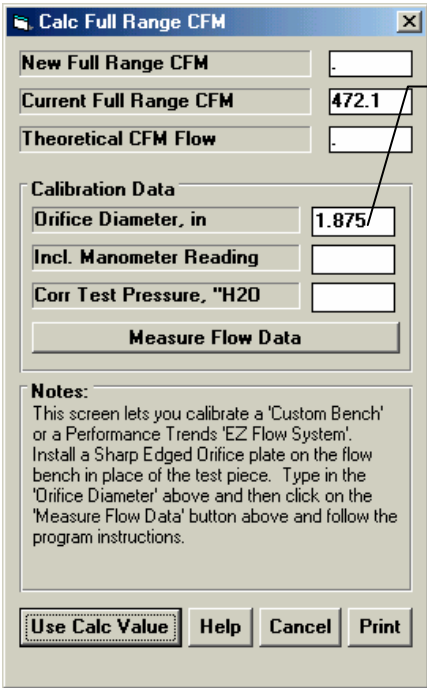 Calc Full Range CFM
New Full Range CFM .
Current Full Range CFM 472.1
Theoretical CFM Flow .
Calibration Data
Orifice Diameter, in 1.875
Incl. Manometer Reading
Corr Test Pressure, "H2O
Measure Flow Data
Notes:
This screen lets you calibrate a 'Custom Bench'
or a Performance Trends 'EZ Flow System'.
Install a Sharp Edged Orifice plate on the flow
bench in place of the test piece. Type in the
'Orifice Diameter' above and then click on the
'Measure Flow Data' button above and follow the
program instructions.
Use Calc Value Help Cancel Print